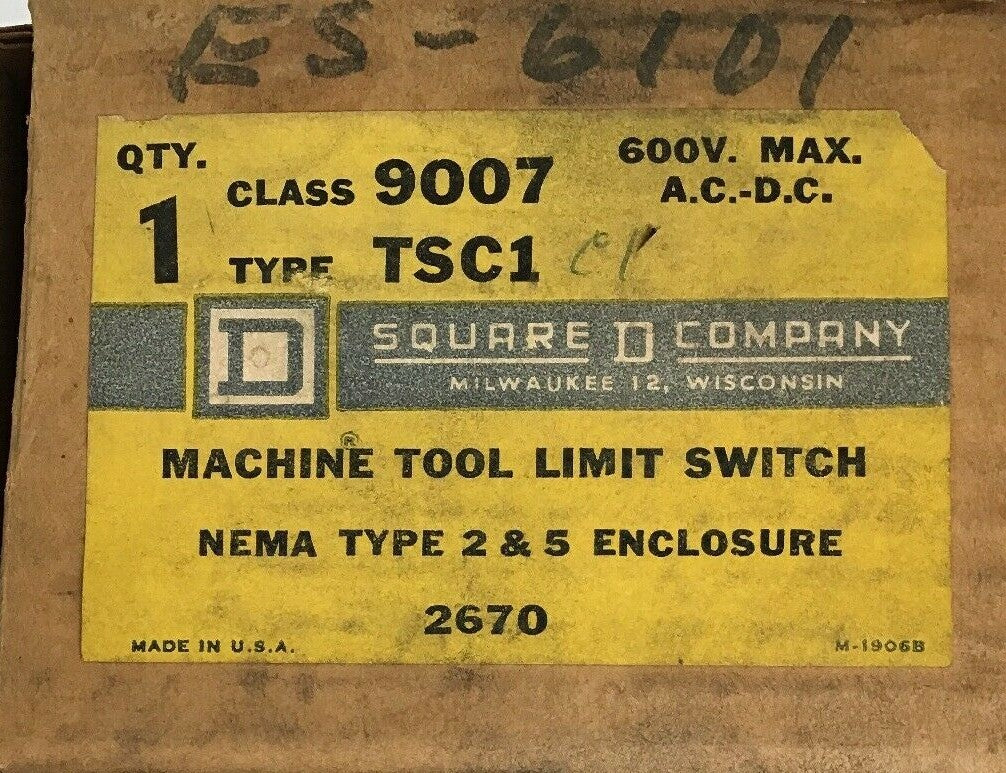 ES-6101
QTY. 1
CLASS 9007
600V. MAX.
A.C.-D.C.
TYPE TSC1
D
SQUARE D COMPANY
MILWAUKEE 12, WISCONSIN
®
MACHINE TOOL LIMIT SWITCH
NEMA TYPE 2 & 5 ENCLOSURE
2670
MADE IN U.S.A.
M-1906B